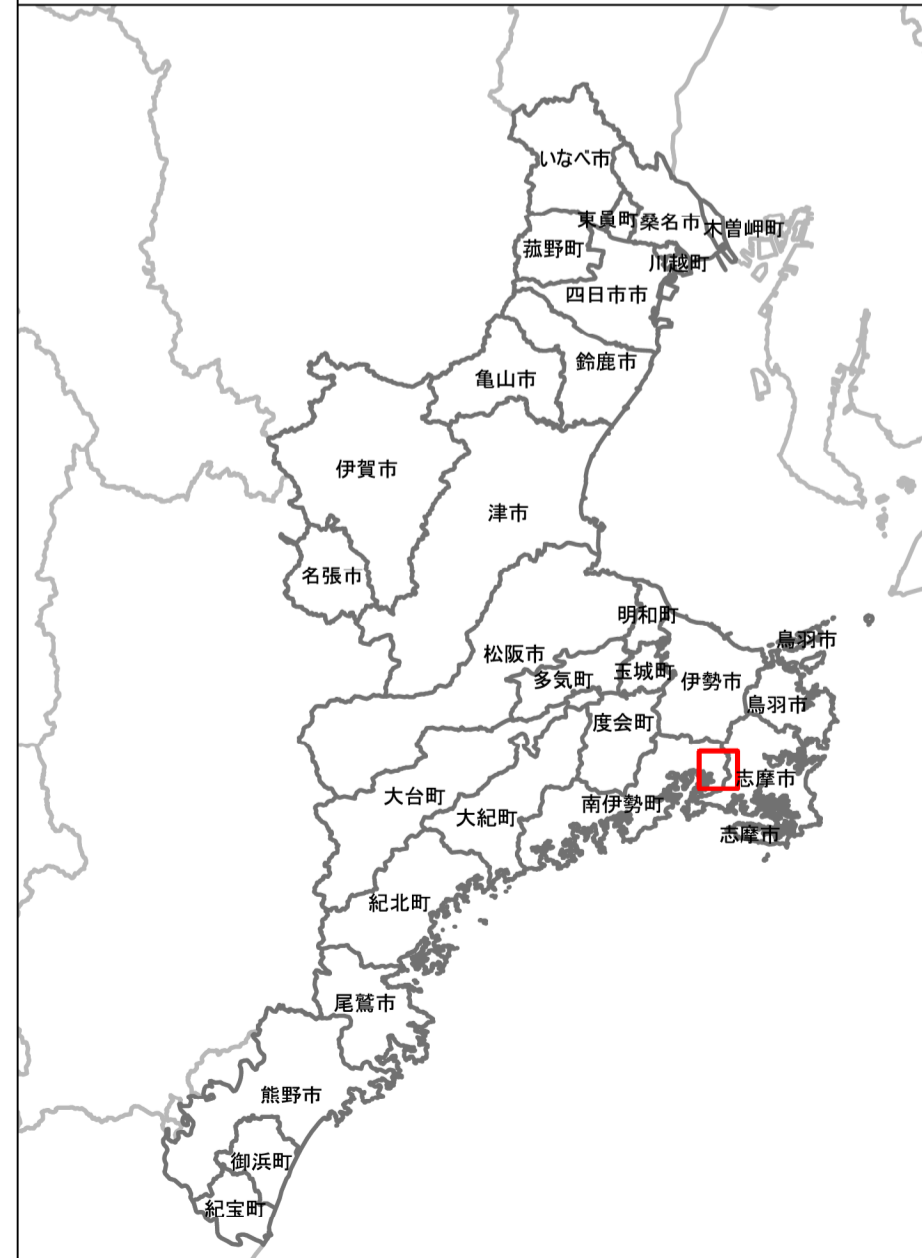 いなべ市
東員町
桑名市
木曽岬町
菰野町
川越町
四日市市
鈴鹿市
亀山市
伊賀市
津市
名張市
明和町
鳥羽市
松阪市
多気町
玉城町
伊勢市
鳥羽市
度会町
志摩市
大台町
大紀町
南伊勢町
志摩市
紀北町
尾鷲市
熊野市
御浜町
紀宝町